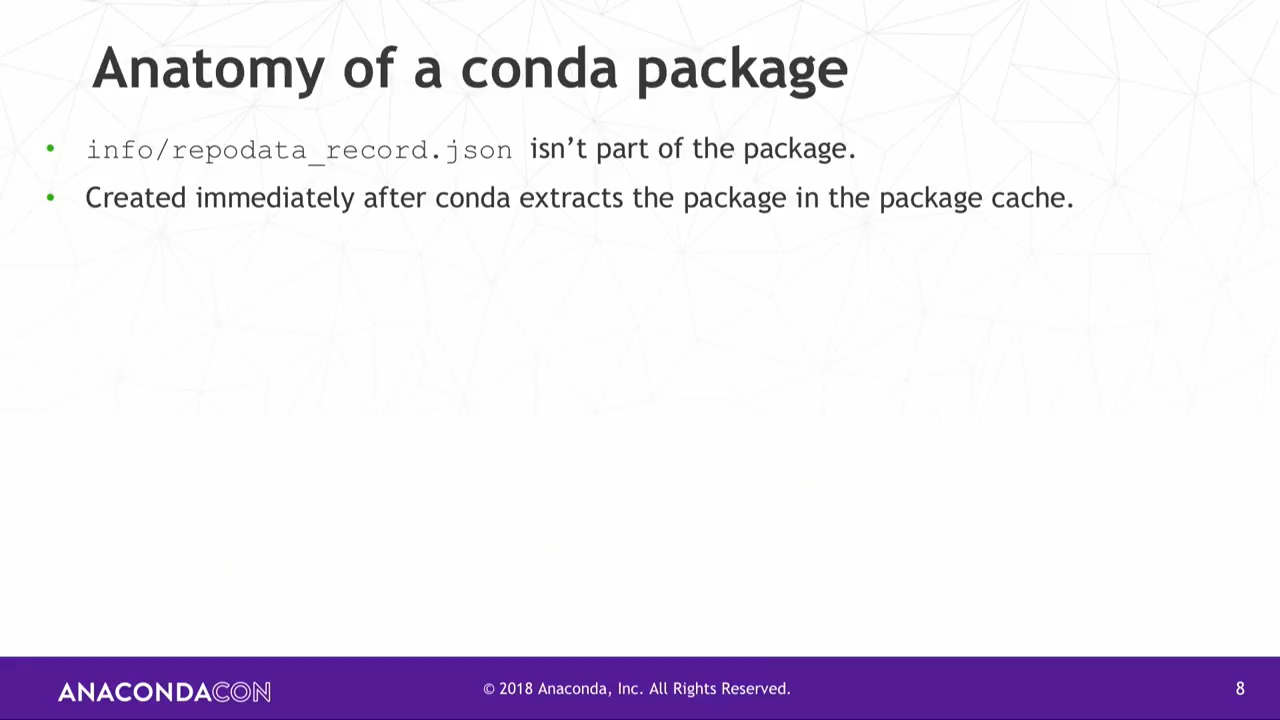 Anatomy of a conda package
• info/repodata_record.json isn’t part of the package.
• Created immediately after conda extracts the package in the package cache.
ANACONDACON
© 2018 Anaconda, Inc. All Rights Reserved.
8